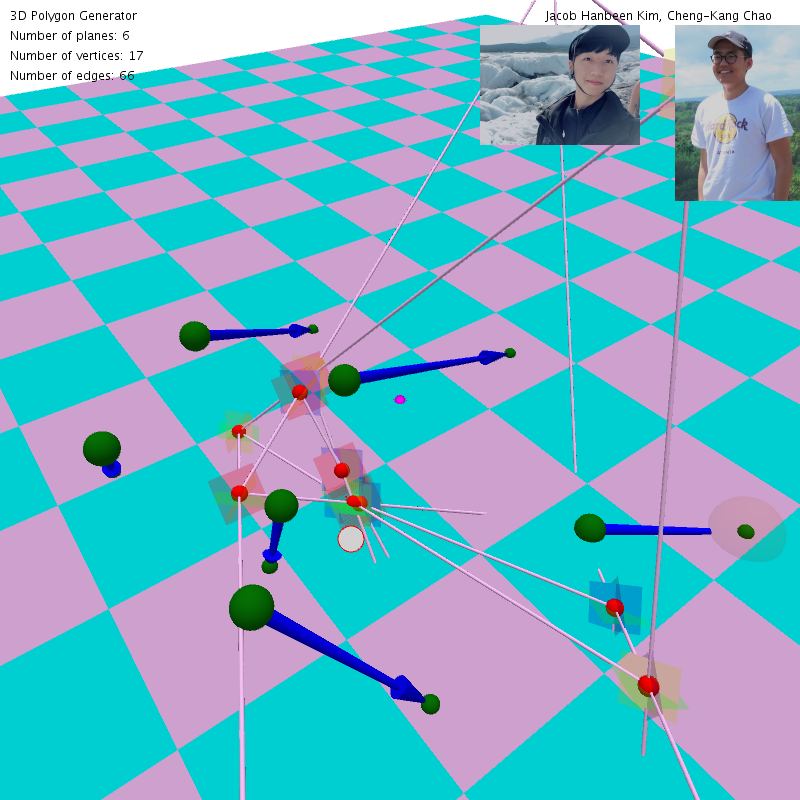 3D Polygon Generator
Jacob Hanbeen Kim, Cheng-Kang Chao
Number of planes: 6
Number of vertices: 17
Number of edges: 66